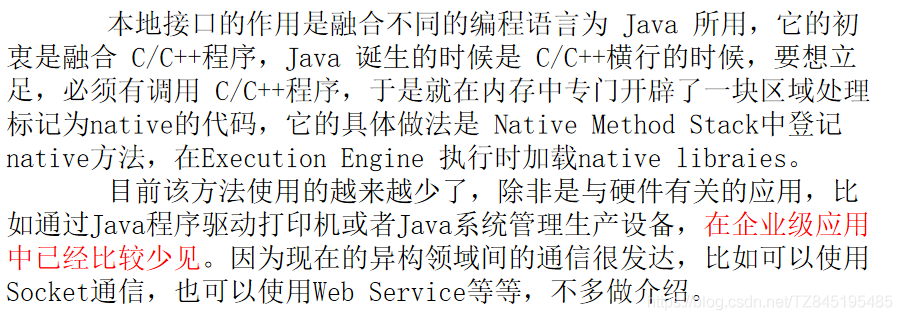 本地接口的作用是融合不同的编程语言为 Java 所用，它的初
衷是融合 C/C++程序，Java 诞生的时候是 C/C++横行的时候，要想立
足，必须有调用 C/C++程序，于是就在内存中专门开辟了一块区域处理
标记为native的代码，它的具体做法是 Native Method Stack中登记
native方法，在Execution Engine 执行时加载native libraies。
目前该方法使用的越来越少了，除非是与硬件有关的应用，比
如通过Java程序驱动打印机或者Java系统管理生产设备，在企业级应用
中已经比较少见。因为现在的异构领域间的通信很发达，比如可以使用
Socket通信，也可以使用Web Service等等，不多做介绍。
https://blog.csdn.net/TZ845195485